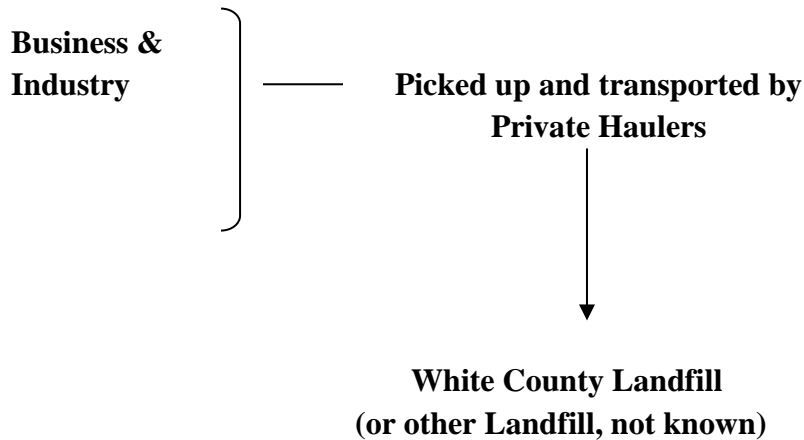 Business &
Industry
Picked up and transported by
Private Haulers
White County Landfill
(or other Landfill, not known)